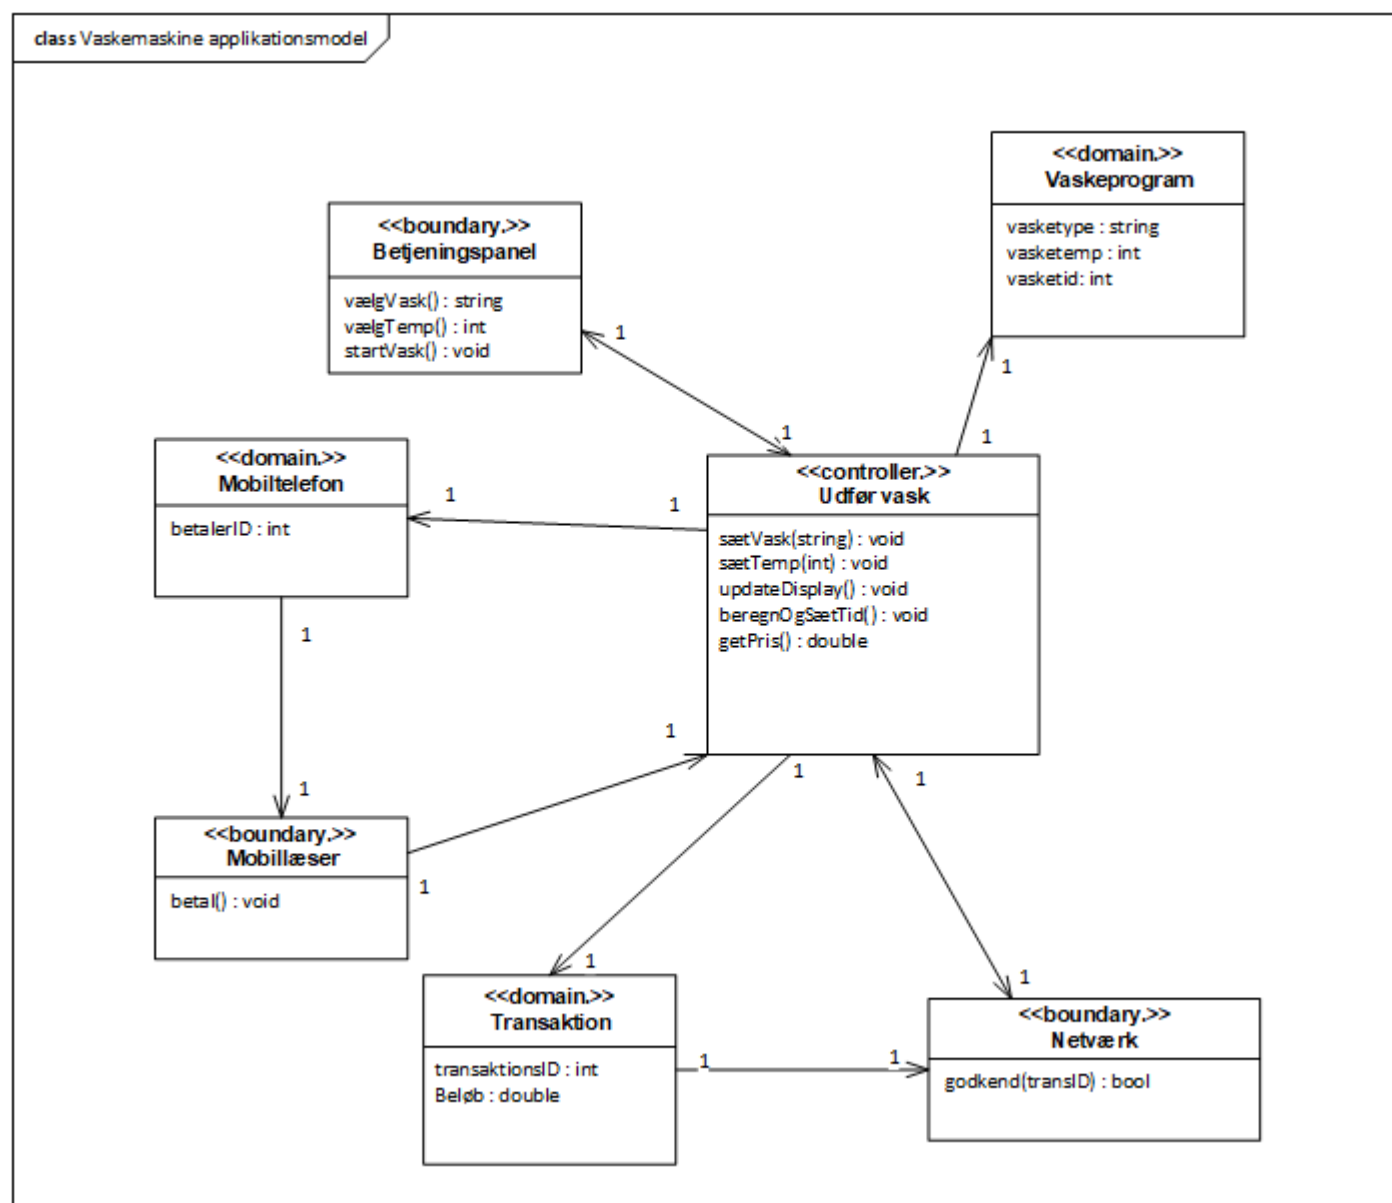 class Vaskemaskine applikationsmodel
<<domain.>>
Vaskeprogram
vasketype : string
vasketemp : int
vasketid: int
<<boundary.>>
Betjeningspanel
vælgVask() : string
vælgTemp() : int
startVask() : void
1
1
1
1
<<domain.>>
Mobiltelefon
betalerID : int
1
1
<<controller.>>
Udfør vask
sætVask(string) : void
sætTemp(int) : void
updateDisplay() : void
beregnOgSætTid() : void
getPris() : double
1
1
1
1
1
1
<<boundary.>>
Mobillæser
betal() : void
1
1
<<domain.>>
Transaktion
transaktionsID : int
Beløb : double
1
1
1
<<boundary.>>
Netværk
godkend(transID) : bool